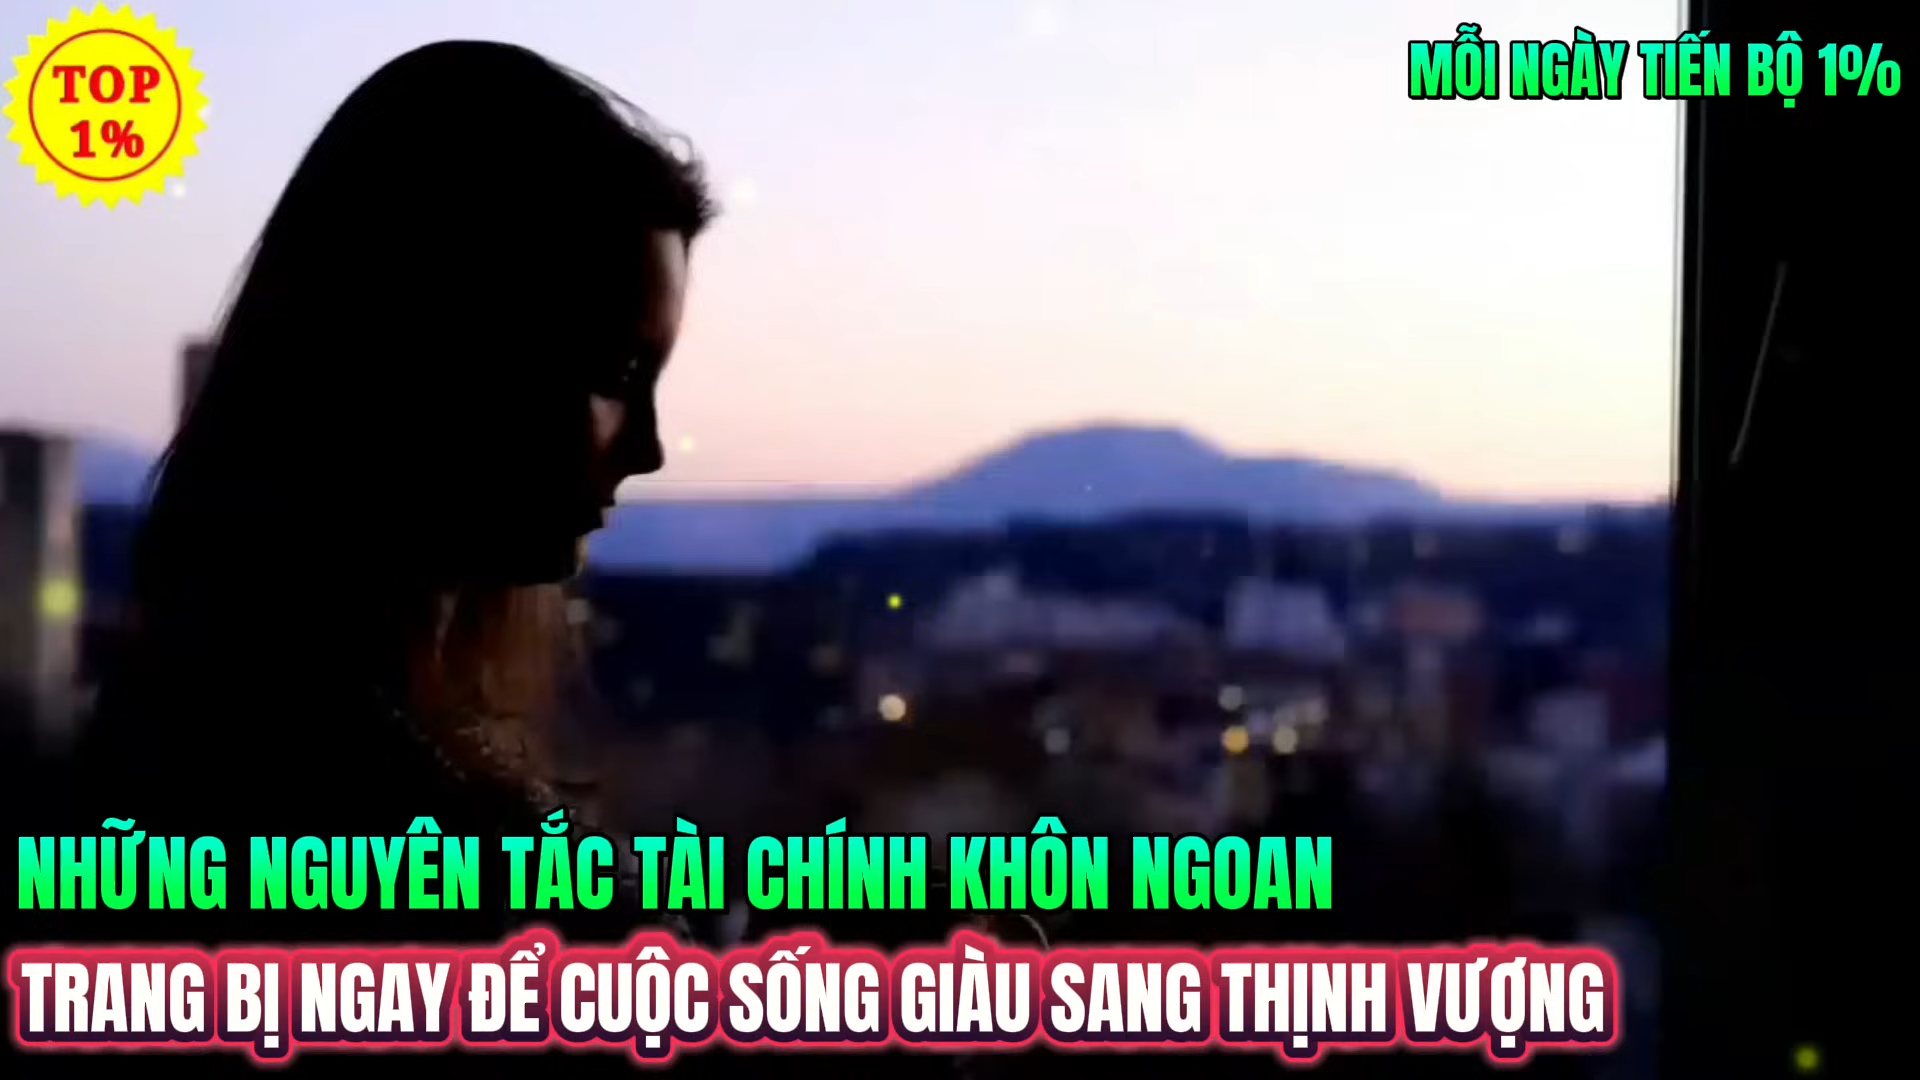 TOP
1%
MỖI NGÀY TIẾN BỘ 1%
NHỮNG NGUYÊN TẮC TÀI CHÍNH KHÔN NGOAN
TRANG BỊ NGAY ĐỂ CUỘC SỐNG GIÀU SANG THỊNH VƯỢNG